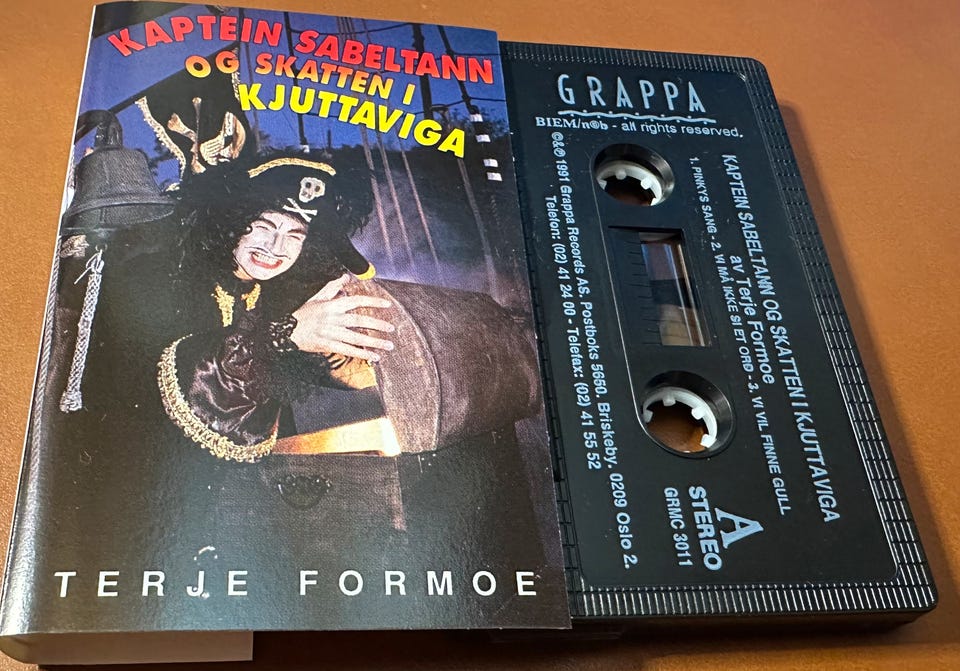 KAPTEIN SABELTANN
OG SKATTEN I
KJUTTAVIGA
TERJE FORMOE
GRAPPA
BIEM/n©b - all rights reserved.
KAPTEIN SABELTANN OG SKATTEN I KJUTTAVIGA
av Terje Formoe
1. PINKYS SANG - 2. VI MÅ IKKE SI ET ORD - 3. VI VIL FINNE GULL
A
STEREO
GRMC 3011
©&℗ 1991 Grappa Records AS. Postboks 5650. Briskeby. 0209 Oslo 2.
Telefon: (02) 41 24 00 - Telefax: (02) 41 55 52